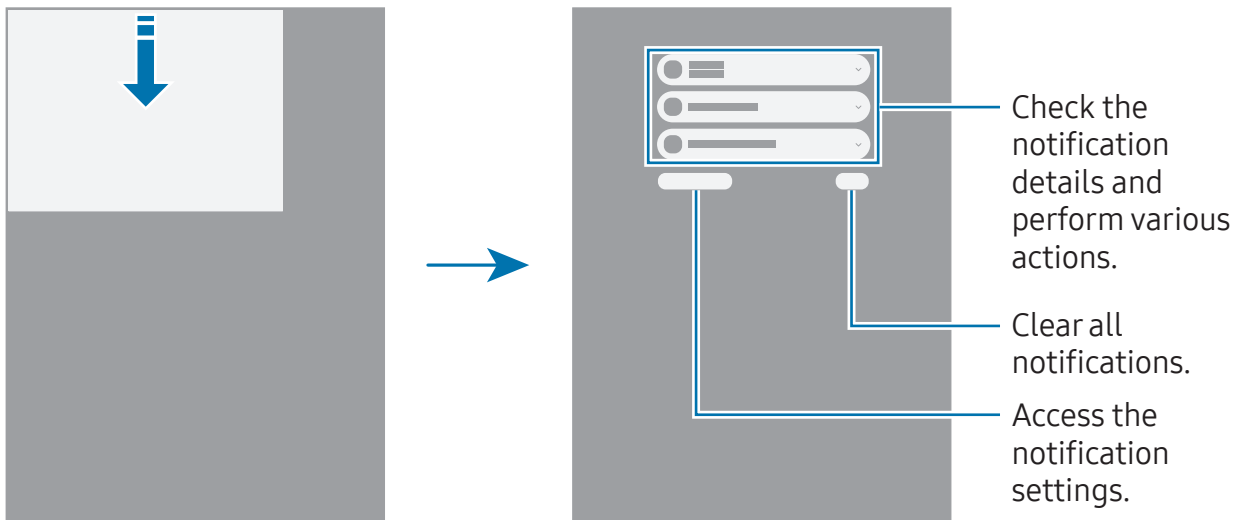 Check the
notification
details and
perform various
actions.
Clear all
notifications.
Access the
notification
settings.